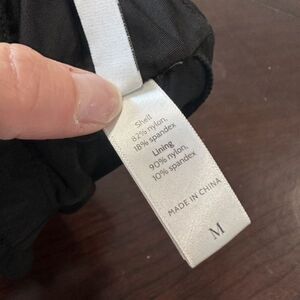 Shell
82% nylon,
18% spandex
Lining
90% nylon,
10% spandex
MADE IN CHINA
M